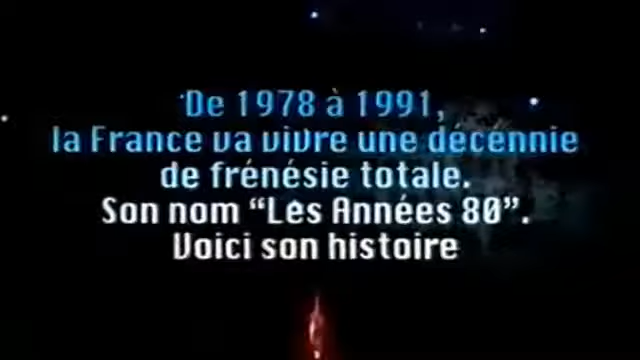 De 1978 à 1991,
la France va vivre une décénnie
de frénésie totale.
Son nom “Les Années 80”.
Voici son histoire